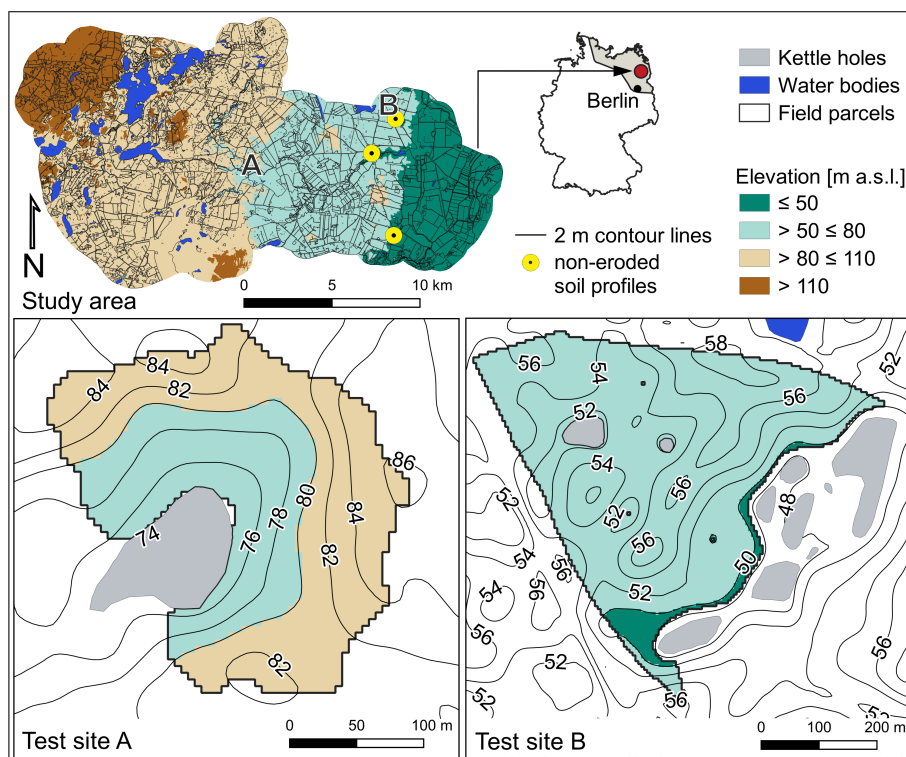 B
A
N
Study area
0 5 10 km
Berlin
2 m contour lines
non-eroded
soil profiles
Kettle holes
Water bodies
Field parcels
Elevation [m a.s.l.]
≤ 50
> 50 ≤ 80
> 80 ≤ 110
> 110
84
84
82
86
80
84
78
76
74
82
82
Test site A
0 50 100 m
58
56
54
52
56
52
54
56
52
52
48
56
50
54
56
52
54
56
56
56
52
52
52
56
Test site B
0 100 200 m